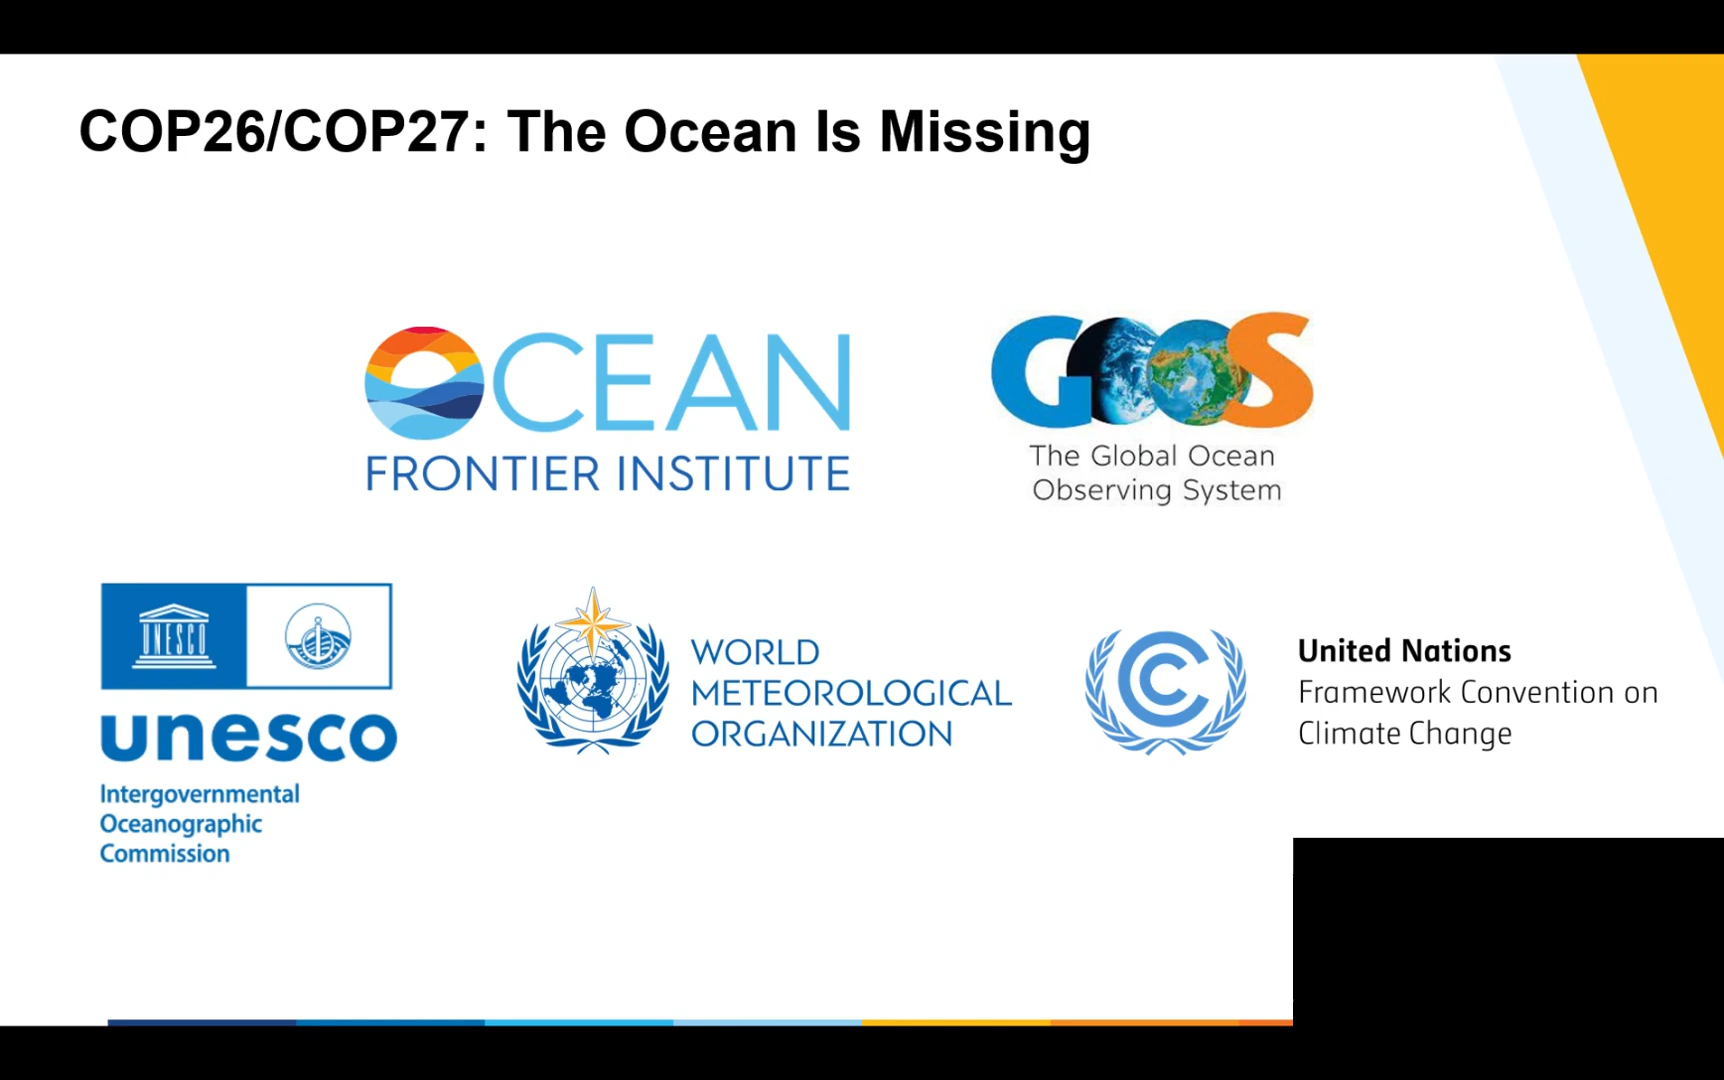 COP26/COP27: The Ocean Is Missing
OCEAN
FRONTIER INSTITUTE
GOOS
The Global Ocean
Observing System
UNESCO
unesco
Intergovernmental
Oceanographic
Commission
WORLD
METEOROLOGICAL
ORGANIZATION
United Nations
Framework Convention on
Climate Change